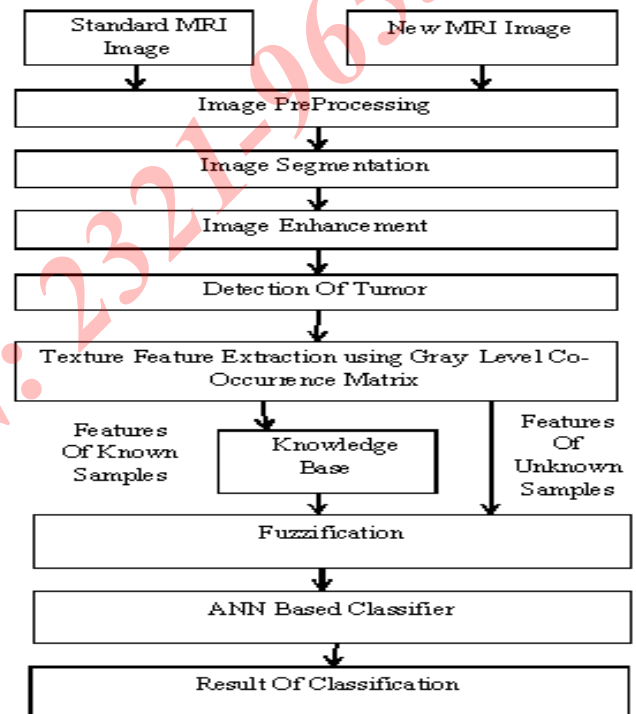 Standard MRI
Image
New MRI Image
Image PreProcessing
Image Segmentation
Image Enhancement
Detection Of Tumor
Texture Feature Extraction using Gray Level Co-
Occurrence Matrix
Features
Of Known
Samples
Knowledge
Base
Features
Of
Unknown
Samples
Fuzzification
ANN Based Classifier
Result Of Classification
: 2321-965